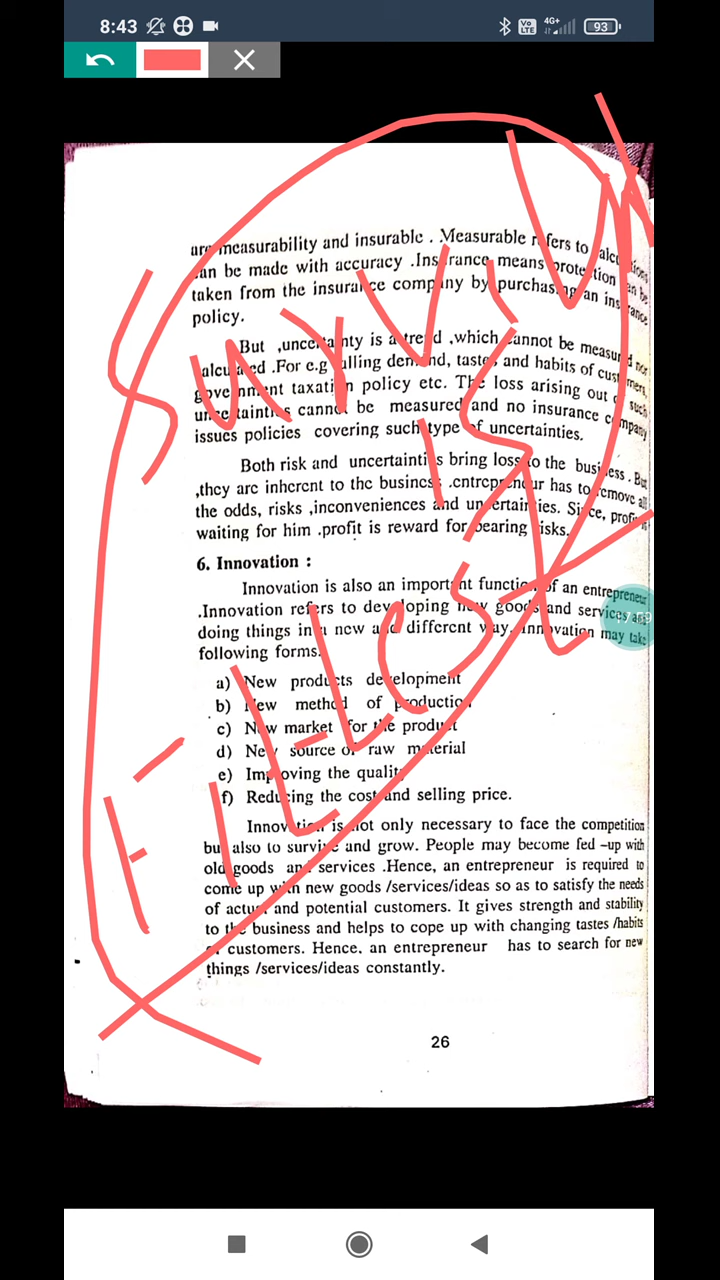 8:43
Vo LTE 4G+ 93
are measurability and insurable . Measurable refers to
can be made with accuracy .Insurance means protection can be
taken from the insurance company by purchasing an insurance
policy.
But ,uncertainty is a trend ,which cannot be measured nor
calculated .For e.g falling demand, tastes and habits of customers,
government taxation policy etc. The loss arising out of such
uncertainties cannot be measured and no insurance company
issues policies covering such type of uncertainties.
Both risk and uncertainties bring loss to the business . But
,they are inherent to the business .entrepreneur has to remove all
the odds, risks ,inconveniences and uncertainties. Since, profit is
waiting for him .profit is reward for bearing risks.
6. Innovation :
Innovation is also an important function of an entrepreneur
.Innovation refers to developing new goods and services and
doing things in a new and different way. Innovation may take
following forms.
a) New products development
b) New method of production
c) New market for the product
d) New source of raw material
e) Improving the quality
f) Reducing the cost and selling price.
Innovation is not only necessary to face the competition
but also to survive and grow. People may become fed –up with
old goods and services .Hence, an entrepreneur is required to
come up with new goods /services/ideas so as to satisfy the needs
of actual and potential customers. It gives strength and stability
to the business and helps to cope up with changing tastes /habits
of customers. Hence. an entrepreneur has to search for new
things /services/ideas constantly.
26